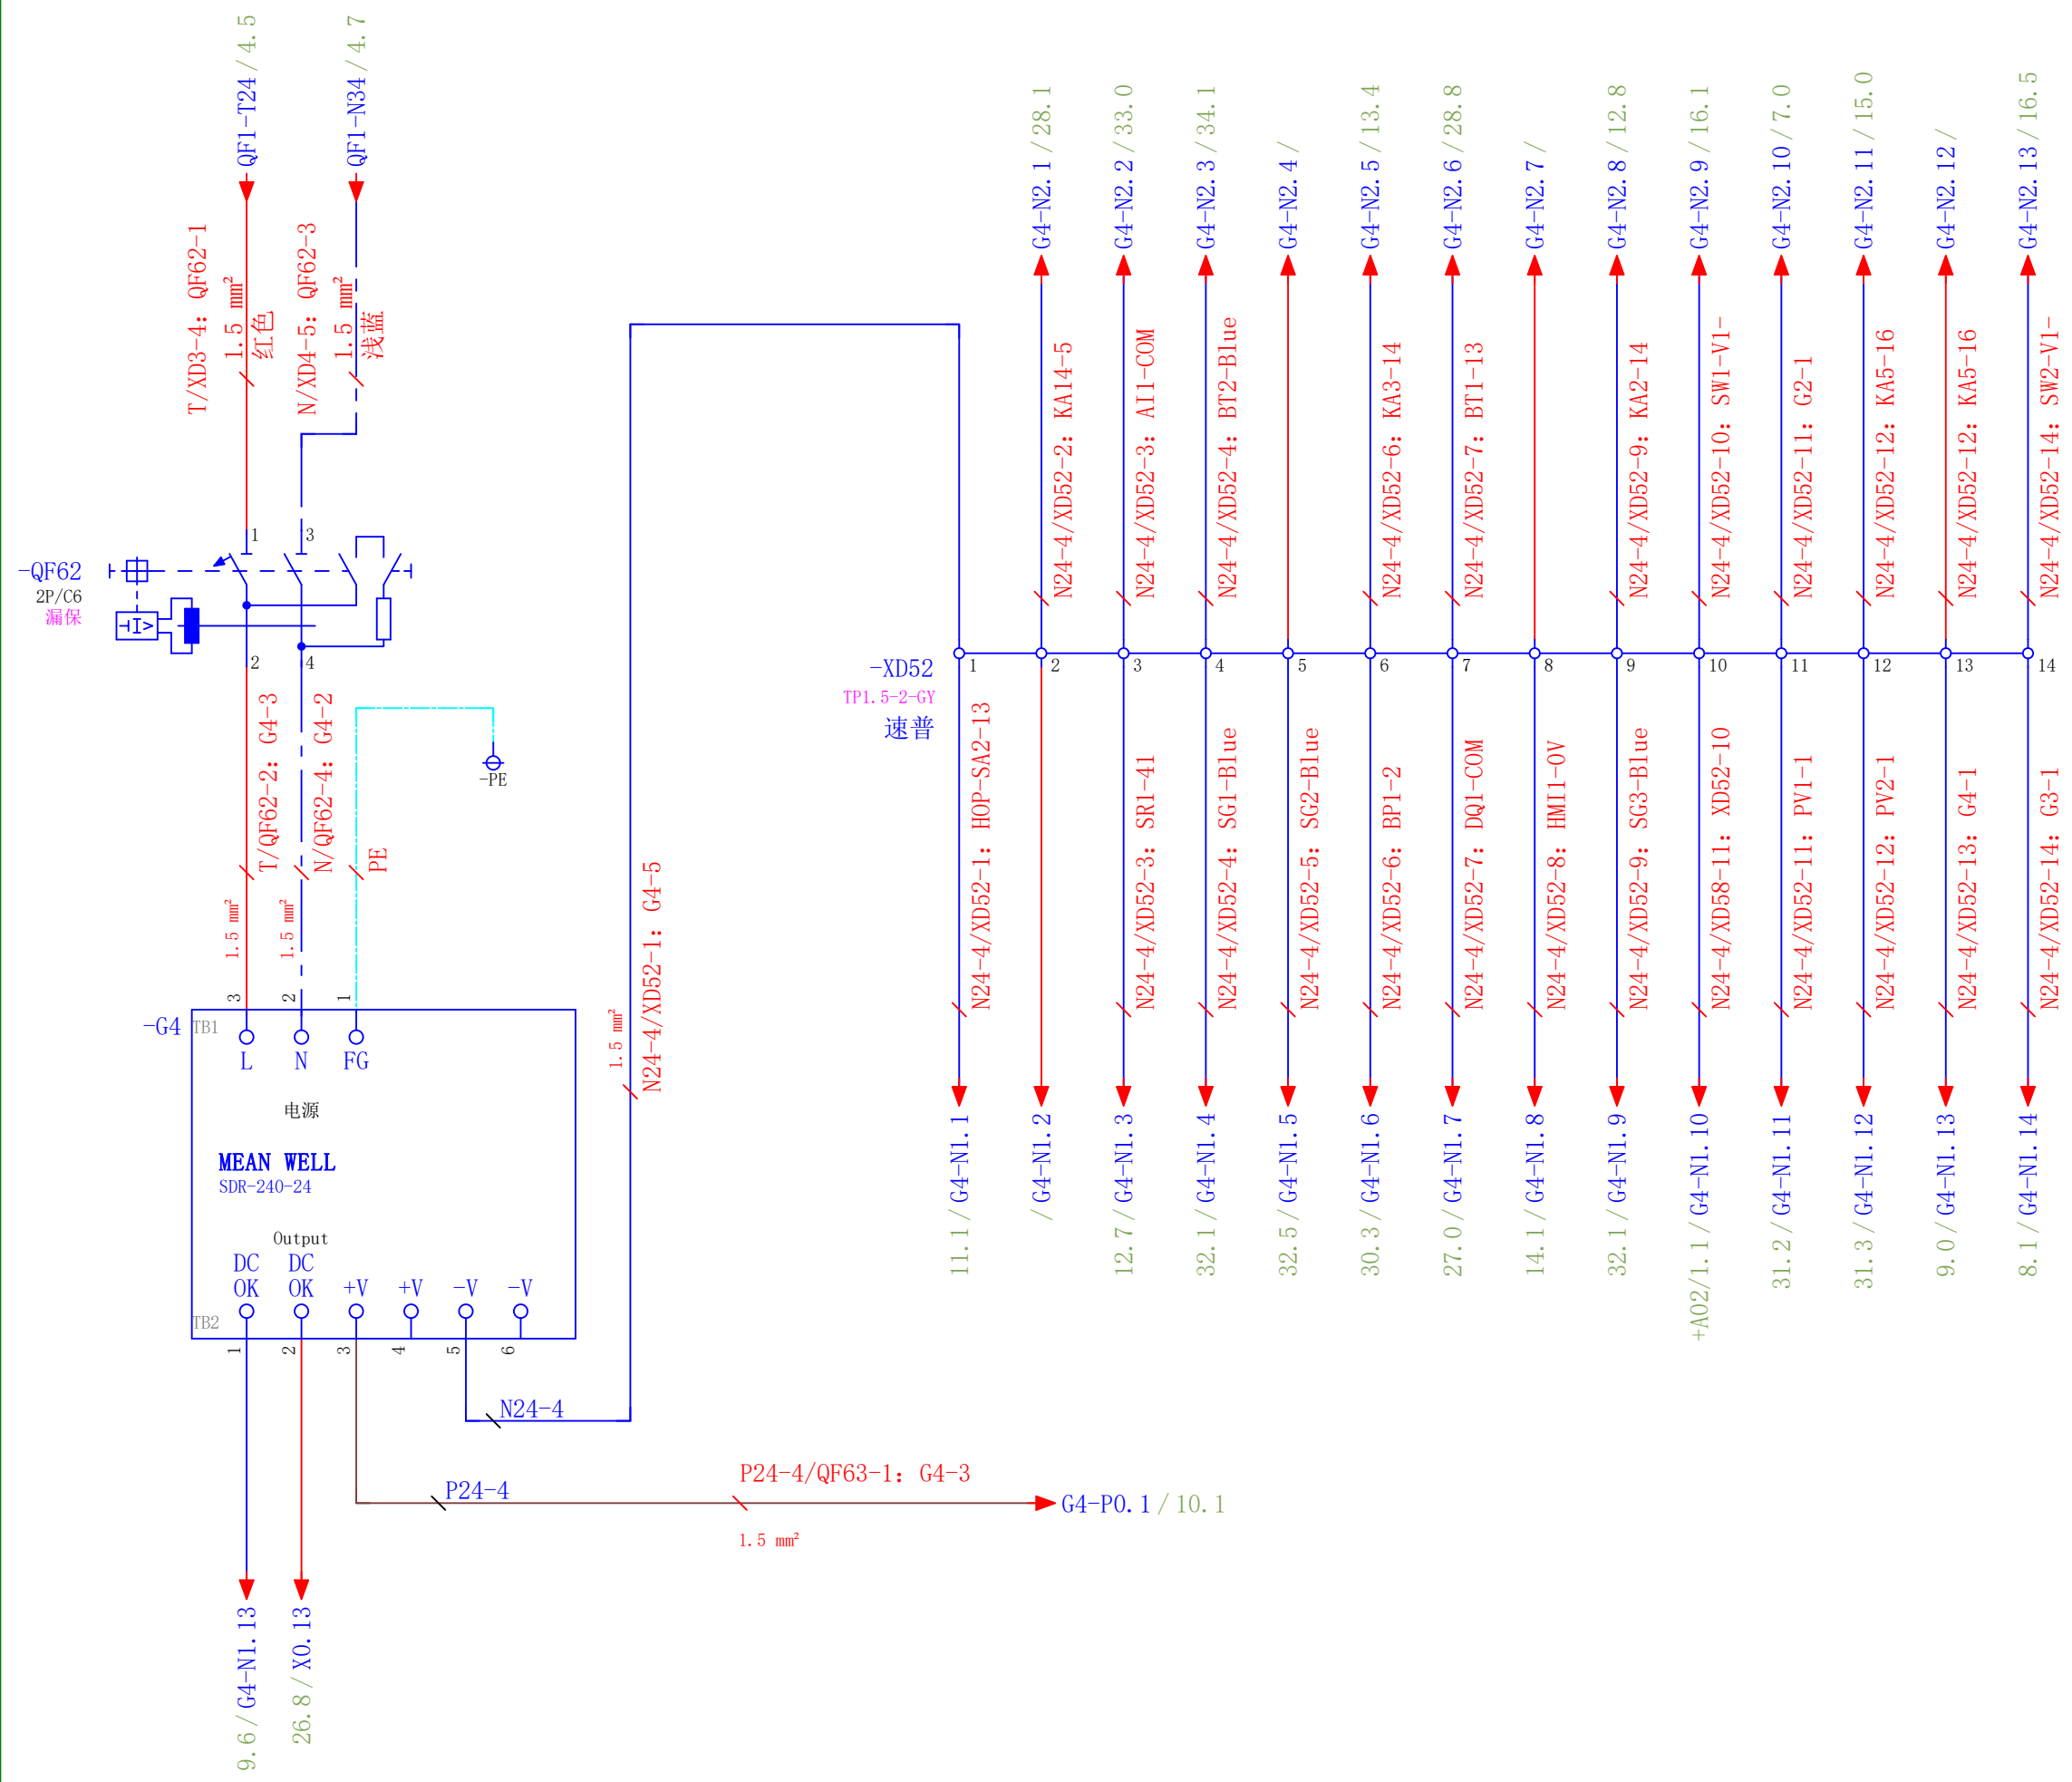 QF1-T24 / 4.5
QF1-N34 / 4.7
T/XD3-4: QF62-1
1.5 mm²
红色
N/XD4-5: QF62-3
1.5 mm²
浅蓝
-QF62
2P/C6
漏保
1
3
2
4
I
>
T/QF62-2: G4-3
N/QF62-4: G4-2
PE
-PE
1.5 mm²
1.5 mm²
3
2
1
-G4
TB1
L
N
FG
电源
MEAN WELL
SDR-240-24
Output
DC
OK
DC
OK
+V
+V
-V
-V
TB2
1
2
3
4
5
6
N24-4
P24-4
P24-4/QF63-1: G4-3
1.5 mm²
G4-P0.1 / 10.1
9.6 / G4-N1.13
26.8 / X0.13
1.5 mm²
N24-4/XD52-1: G4-5
G4-N2.1 / 28.1
G4-N2.2 / 33.0
G4-N2.3 / 34.1
G4-N2.4 /
G4-N2.5 / 13.4
G4-N2.6 / 28.8
G4-N2.7 /
G4-N2.8 / 12.8
G4-N2.9 / 16.1
G4-N2.10 / 7.0
G4-N2.11 / 15.0
G4-N2.12 /
G4-N2.13 / 16.5
N24-4/XD52-2: KA14-5
N24-4/XD52-3: AI1-COM
N24-4/XD52-4: BT2-Blue
N24-4/XD52-6: KA3-14
N24-4/XD52-7: BT1-13
N24-4/XD52-9: KA2-14
N24-4/XD52-10: SW1-V1-
N24-4/XD52-11: G2-1
N24-4/XD52-12: KA5-16
N24-4/XD52-12: KA5-16
N24-4/XD52-14: SW2-V1-
-XD52
TP1.5-2-GY
速普
1
2
3
4
5
6
7
8
9
10
11
12
13
14
N24-4/XD52-1: HOP-SA2-13
N24-4/XD52-3: SR1-41
N24-4/XD52-4: SG1-Blue
N24-4/XD52-5: SG2-Blue
N24-4/XD52-6: BP1-2
N24-4/XD52-7: DQ1-COM
N24-4/XD52-8: HMI1-0V
N24-4/XD52-9: SG3-Blue
N24-4/XD58-11: XD52-10
N24-4/XD52-11: PV1-1
N24-4/XD52-12: PV2-1
N24-4/XD52-13: G4-1
N24-4/XD52-14: G3-1
11.1 / G4-N1.1
/ G4-N1.2
12.7 / G4-N1.3
32.1 / G4-N1.4
32.5 / G4-N1.5
30.3 / G4-N1.6
27.0 / G4-N1.7
14.1 / G4-N1.8
32.1 / G4-N1.9
+A02/1.1 / G4-N1.10
31.2 / G4-N1.11
31.3 / G4-N1.12
9.0 / G4-N1.13
8.1 / G4-N1.14